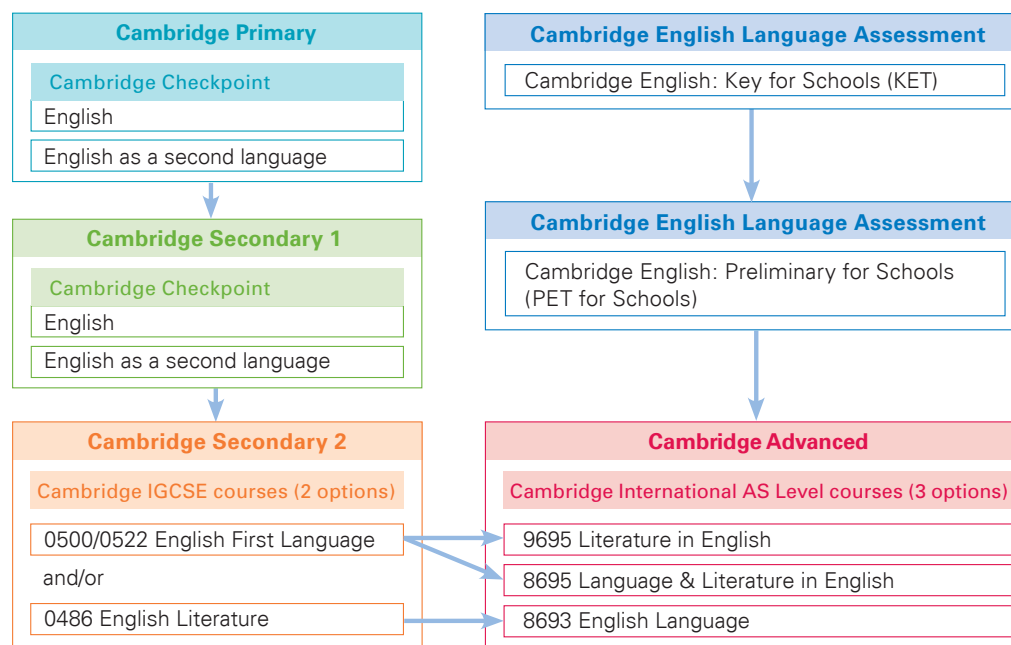 Cambridge Primary
Cambridge Checkpoint
English
English as a second language
Cambridge Secondary 1
Cambridge Checkpoint
English
English as a second language
Cambridge Secondary 2
Cambridge IGCSE courses (2 options)
0500/0522 English First Language
and/or
0486 English Literature
Cambridge English Language Assessment
Cambridge English: Key for Schools (KET)
Cambridge English Language Assessment
Cambridge English: Preliminary for Schools
(PET for Schools)
Cambridge Advanced
Cambridge International AS Level courses (3 options)
9695 Literature in English
8695 Language & Literature in English
8693 English Language